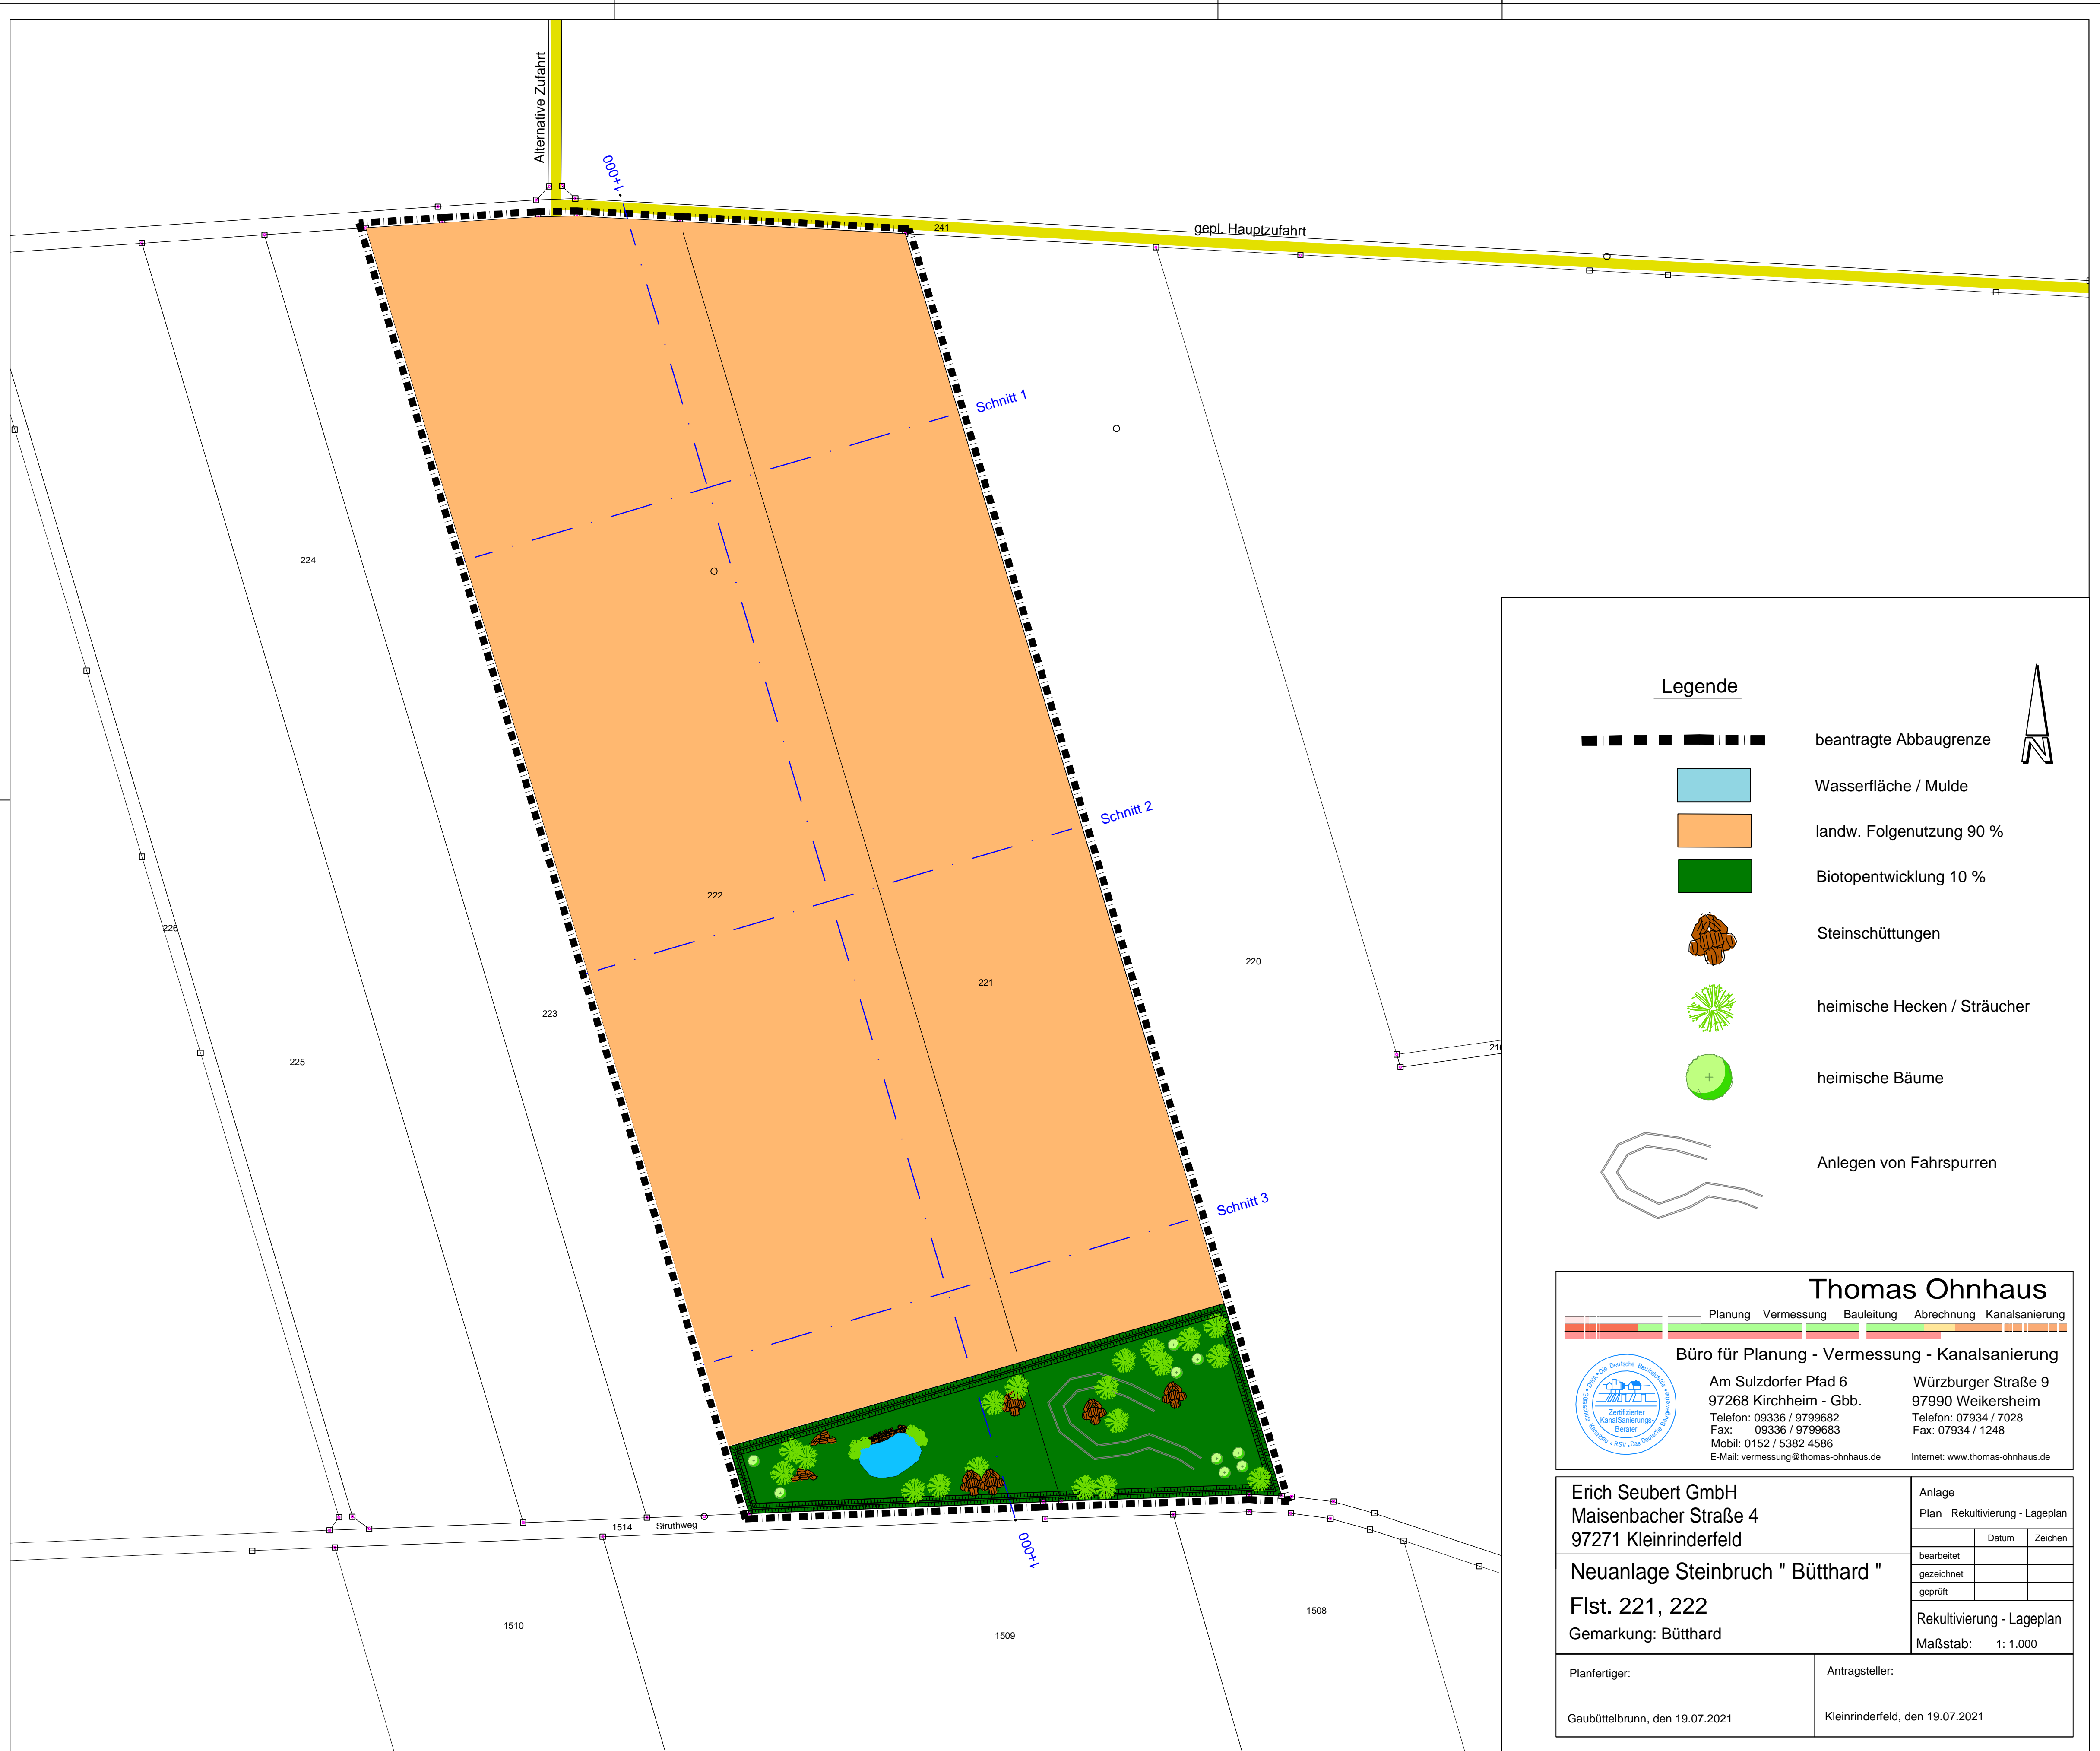 Alternative Zufahrt
1+000
241
gepl. Hauptzufahrt
Schnitt 1
224
Schnitt 2
222
226
220
221
223
216
225
Schnitt 3
1514
Struthweg
1+000
1510
1509
1508
Legende
N
beantragte Abbaugrenze
Wasserfläche / Mulde
landw. Folgenutzung 90 %
Biotopentwicklung 10 %
Steinschüttungen
heimische Hecken / Sträucher
heimische Bäume
Anlegen von Fahrspurren
Thomas Ohnhaus
Planung Vermessung Bauleitung Abrechnung Kanalsanierung
Büro für Planung - Vermessung - Kanalsanierung
Zertifizierter
KanalSanierungs-
Berater
Am Sulzdorfer Pfad 6
97268 Kirchheim - Gbb.
Telefon: 09336 / 9799682
Fax: 09336 / 9799683
Mobil: 0152 / 5382 4586
E-Mail: vermessung@thomas-ohnhaus.de
Würzburger Straße 9
97990 Weikersheim
Telefon: 07934 / 7028
Fax: 07934 / 1248
Internet: www.thomas-ohnhaus.de
Erich Seubert GmbH
Maisenbacher Straße 4
97271 Kleinrinderfeld
Anlage
Plan Rekultivierung - Lageplan
Datum Zeichen
bearbeitet
gezeichnet
geprüft
Neuanlage Steinbruch " Bütthard "
Flst. 221, 222
Gemarkung: Bütthard
Rekultivierung - Lageplan
Maßstab: 1: 1.000
Planfertiger:
Gaubüttelbrunn, den 19.07.2021
Antragsteller:
Kleinrinderfeld, den 19.07.2021